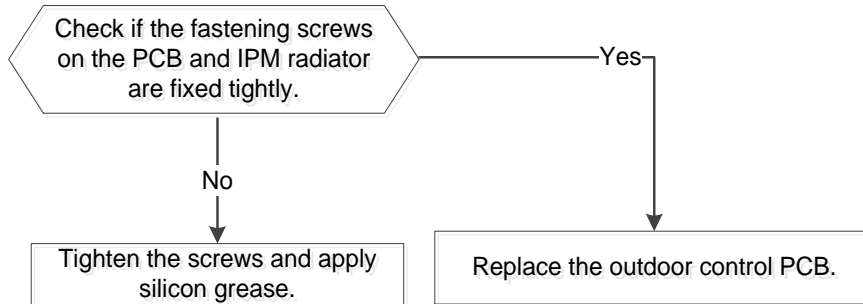 Check if the fastening screws
on the PCB and IPM radiator
are fixed tightly.
Yes
No
Tighten the screws and apply
silicon grease.
Replace the outdoor control PCB.